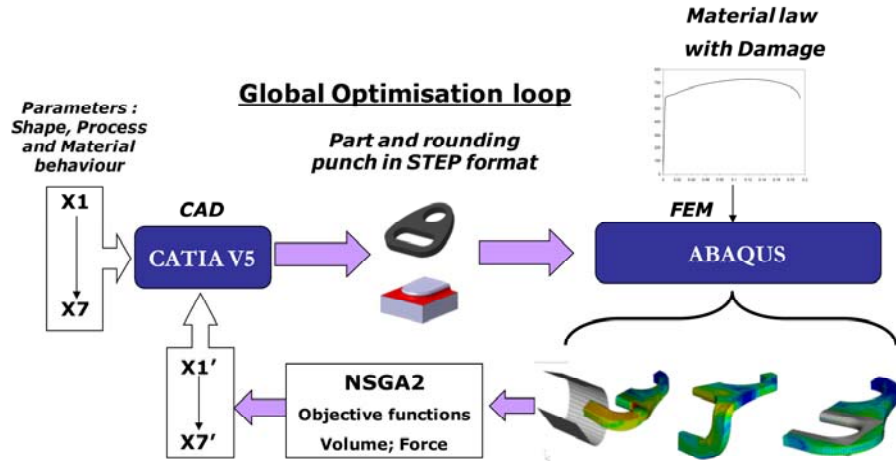 Material law
with Damage
Global Optimisation loop
Parameters :
Shape, Process
and Material
behaviour
Part and rounding
punch in STEP format
X1
X7
CAD
CATIA V5
FEM
ABAQUS
X1’
X7’
NSGA2
Objective functions
Volume; Force